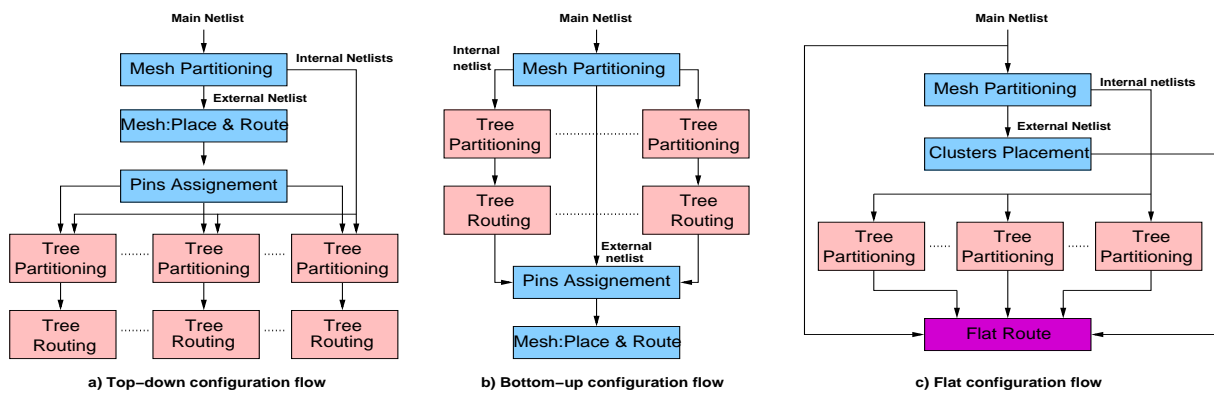 Main Netlist
Mesh Partitioning
Internal Netlists
External Netlist
Mesh:Place & Route
Pins Assignement
Tree
Partitioning
Tree
Partitioning
Tree
Partitioning
Tree
Routing
Tree
Routing
Tree
Routing
a) Top–down configuration flow
Main Netlist
Internal
netlist
Mesh Partitioning
Tree
Partitioning
Tree
Partitioning
Tree
Routing
Tree
Routing
External
netlist
Pins Assignement
Mesh:Place & Route
b) Bottom–up configuration flow
Main Netlist
Mesh Partitioning
Internal netlists
External Netlist
Clusters Placement
Tree
Partitioning
Tree
Partitioning
Tree
Partitioning
Flat Route
c) Flat configuration flow